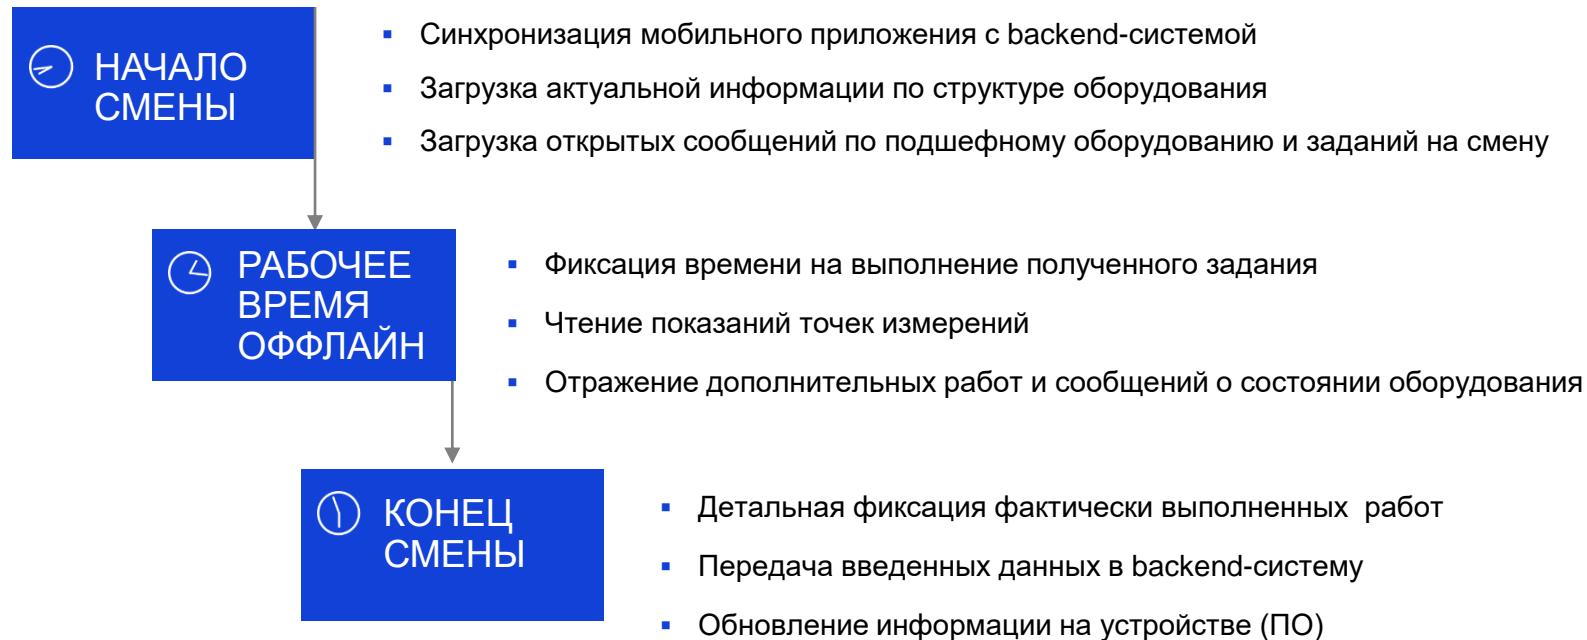 НАЧАЛО
СМЕНЫ
Синхронизация мобильного приложения с backend-системой
Загрузка актуальной информации по структуре оборудования
Загрузка открытых сообщений по подшефному оборудованию и заданий на смену
РАБОЧЕЕ
ВРЕМЯ
ОФФЛАЙН
Фиксация времени на выполнение полученного задания
Чтение показаний точек измерений
Отражение дополнительных работ и сообщений о состоянии оборудования
КОНЕЦ
СМЕНЫ
Детальная фиксация фактически выполненных работ
Передача введенных данных в backend-систему
Обновление информации на устройстве (ПО)